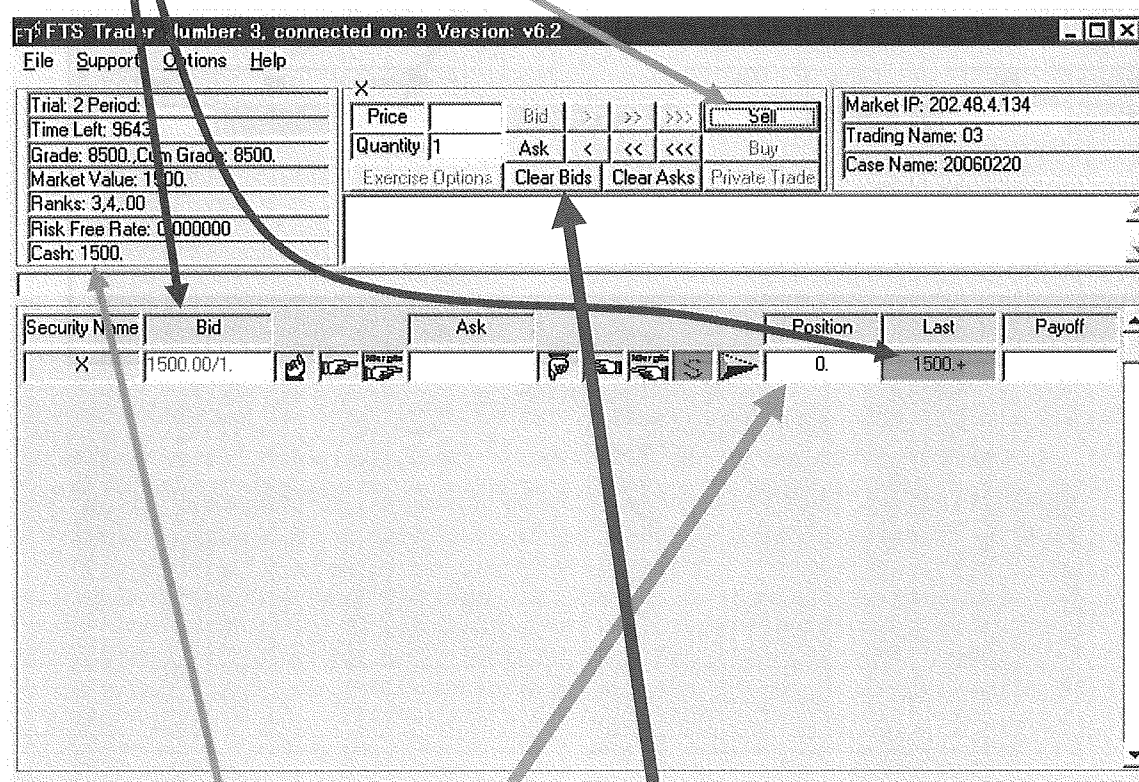 FTS Trader Number: 3, connected on: 3 Version: v6.2
File Support Options Help
Trial: 2 Period:
Time Left: 9643
Grade: 8500.,Cum Grade: 8500.
Market Value: 1500.
Ranks: 3,4,.00
Risk Free Rate: 0.000000
Cash: 1500.
X
Price Bid > >> >>> Sell
Quantity 1 Ask < << <<< Buy
Exercise Options Clear Bids Clear Asks Private Trade
Market IP: 202.48.4.134
Trading Name: 03
Case Name: 20060220
Security Name Bid Ask Position Last Payoff
X 1500.00/1. Margin Margin S 0. 1500.+